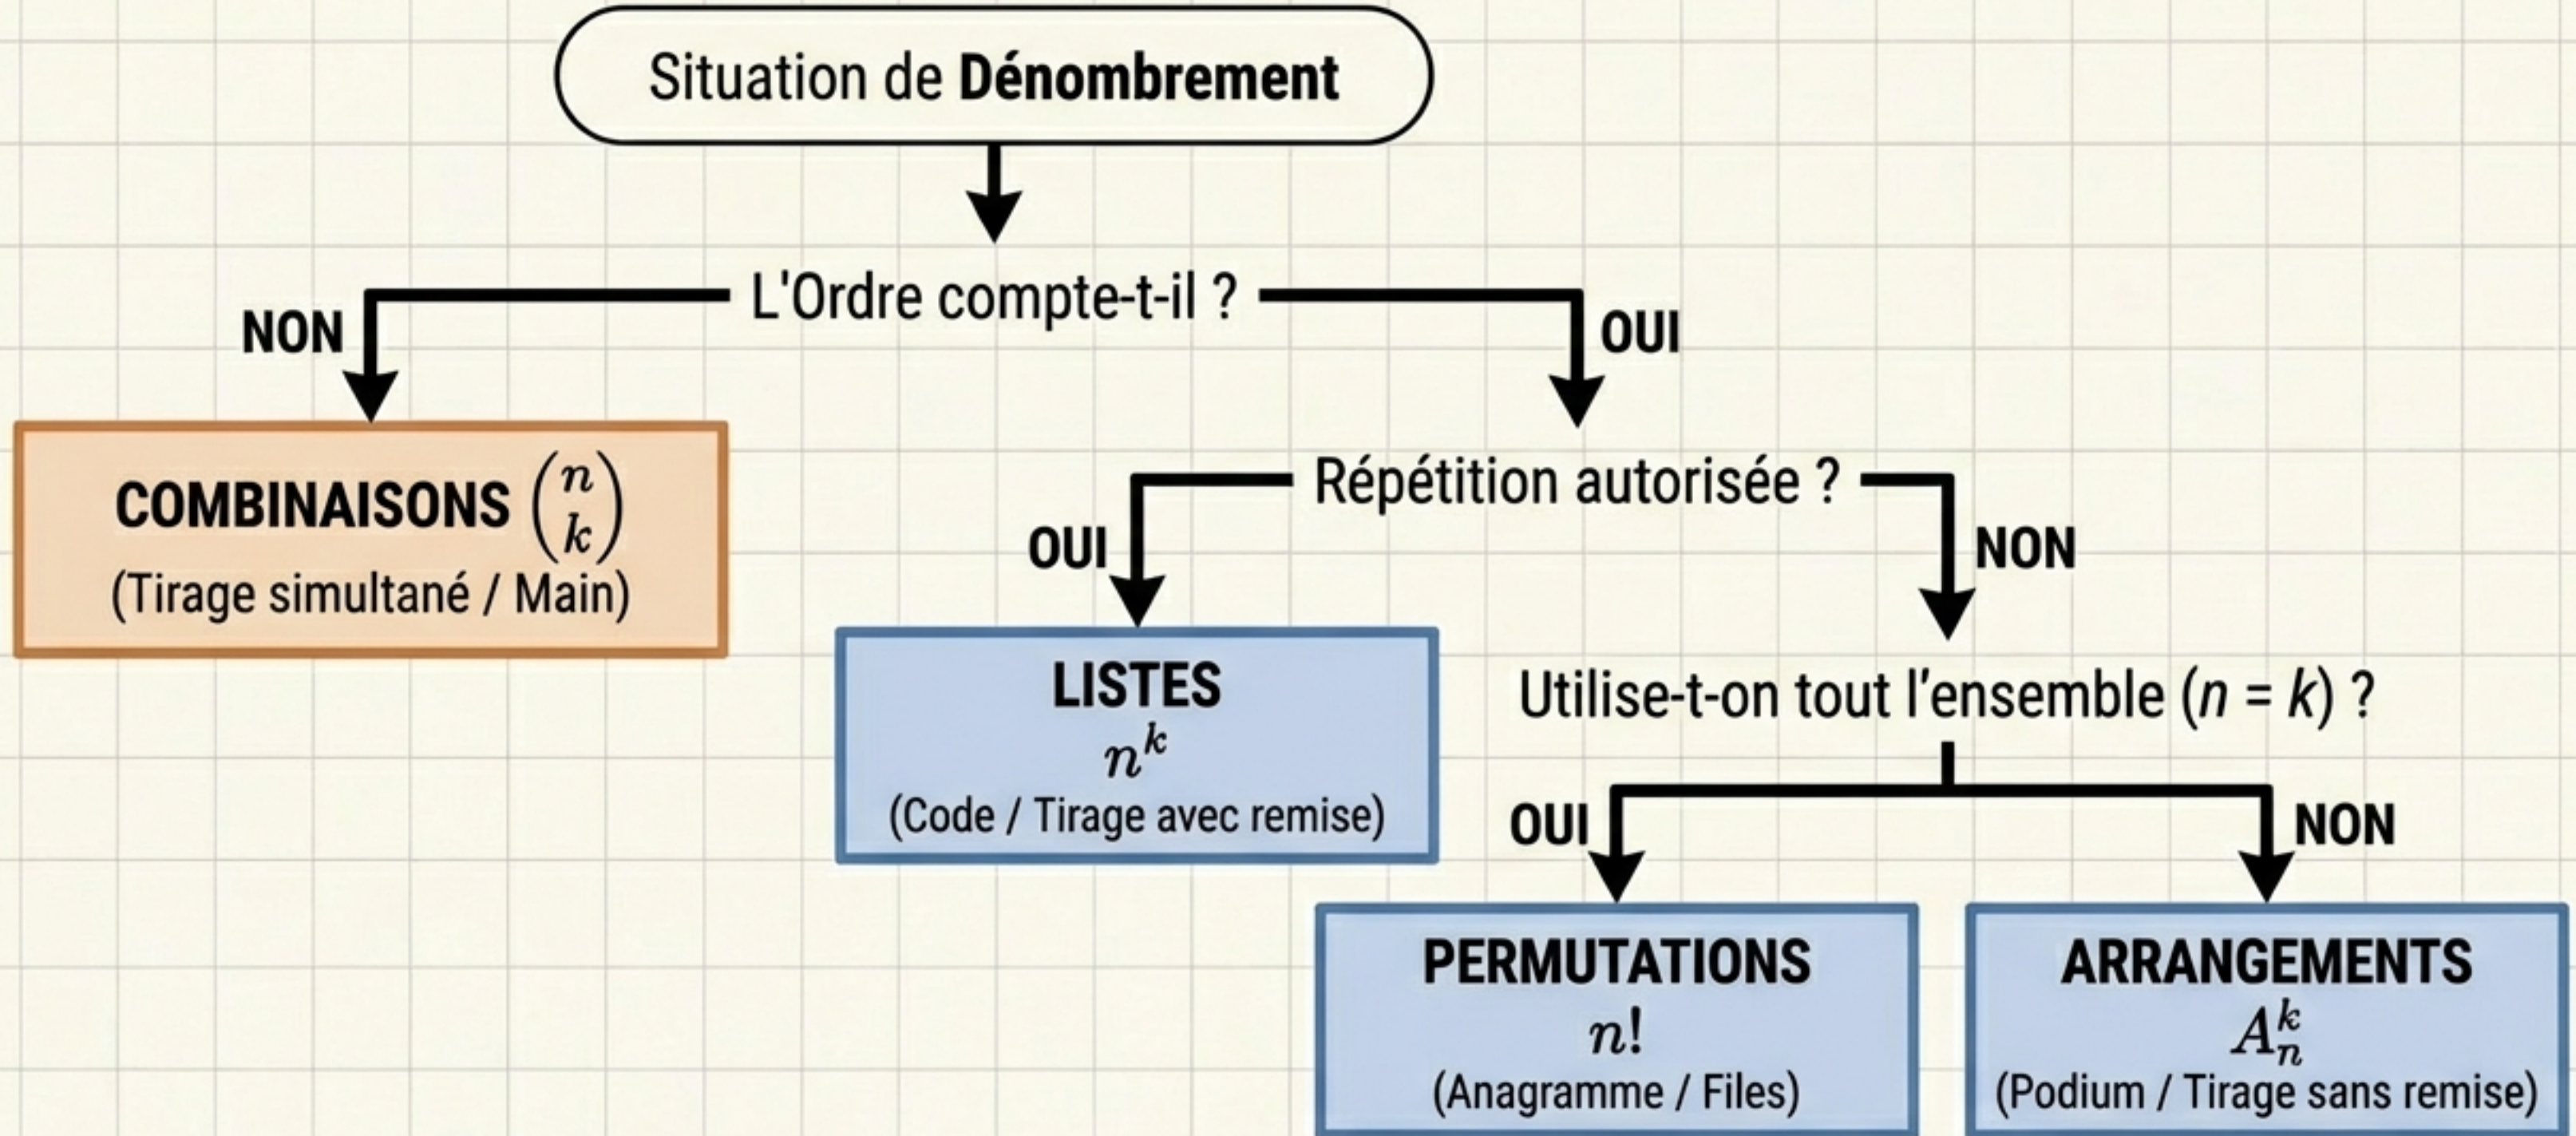 Situation de Dénombrement
L'Ordre compte-t-il ?
NON
OUI
COMBINAISONS (n k)
(Tirage simultané / Main)
Répétition autorisée ?
OUI
NON
LISTES
n^k
(Code / Tirage avec remise)
Utilise-t-on tout l'ensemble (n = k) ?
OUI
NON
PERMUTATIONS
n!
(Anagramme / Files)
ARRANGEMENTS
A_n^k
(Podium / Tirage sans remise)